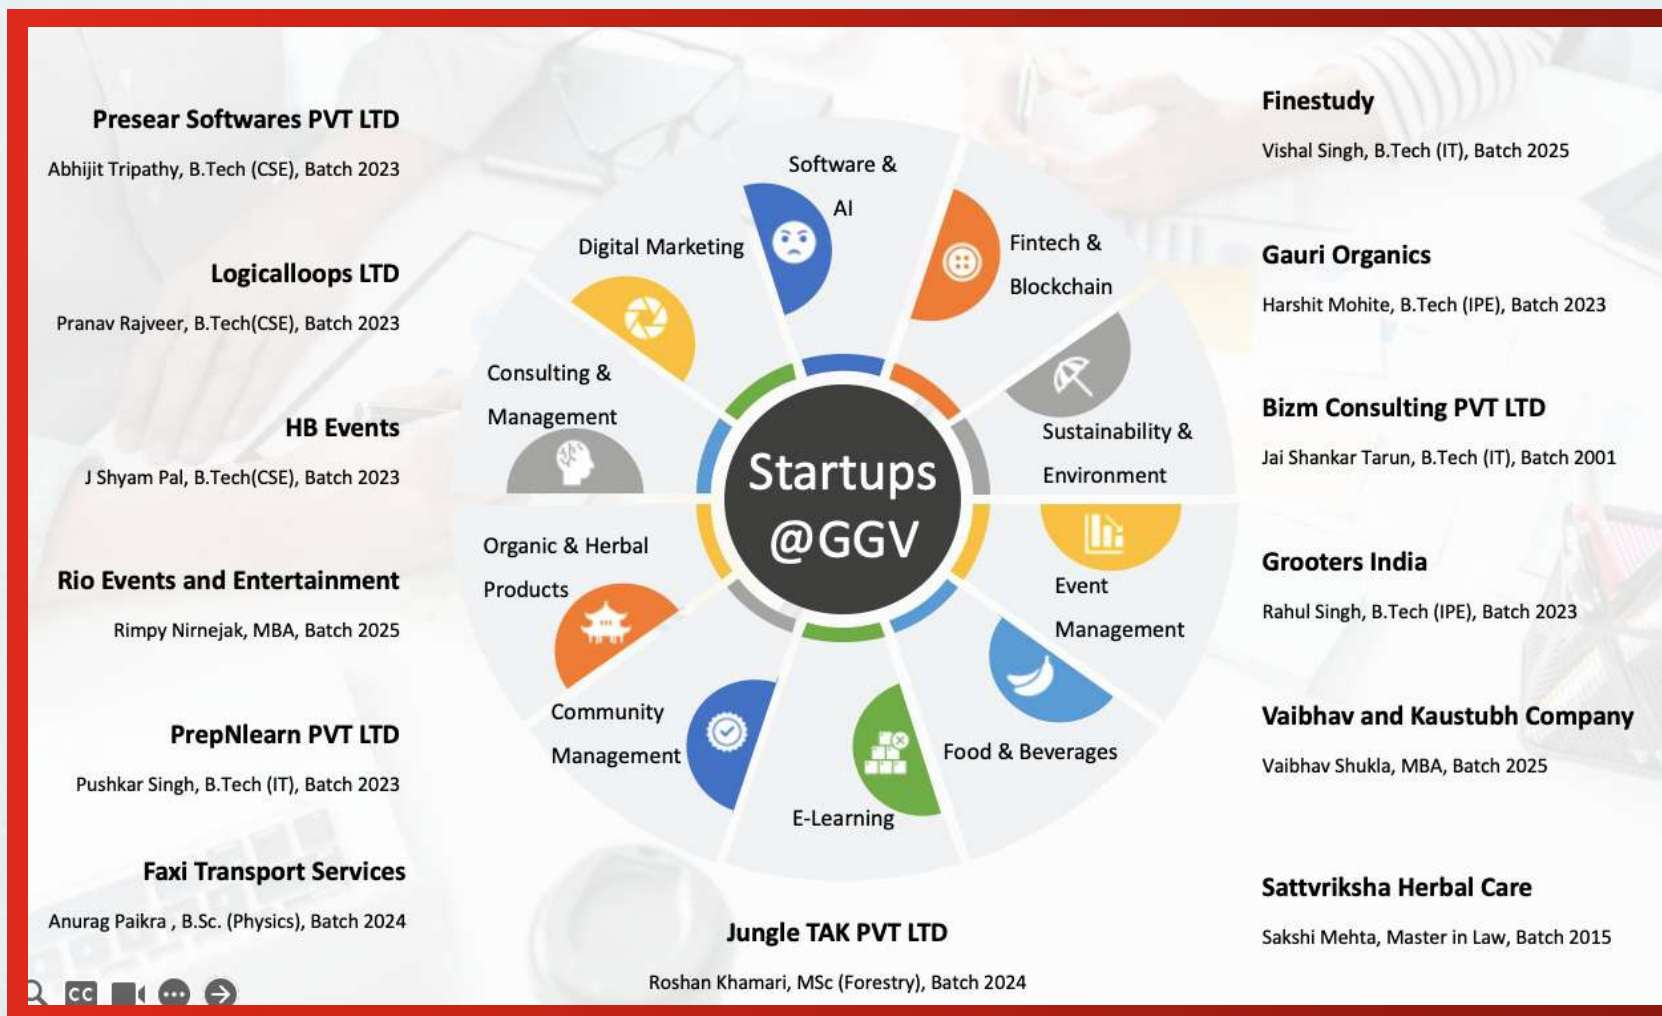 Presear Softwares PVT LTD
Abhijit Tripathy, B.Tech (CSE), Batch 2023
Logicalloops LTD
Pranav Rajveer, B.Tech(CSE), Batch 2023
HB Events
J Shyam Pal, B.Tech(CSE), Batch 2023
Rio Events and Entertainment
Rimpy Nirnejak, MBA, Batch 2025
PrepNlearn PVT LTD
Pushkar Singh, B.Tech (IT), Batch 2023
Faxi Transport Services
Anurag Paikra , B.Sc. (Physics), Batch 2024
Software &
AI
Fintech &
Blockchain
Sustainability &
Environment
Event
Management
Food & Beverages
E-Learning
Community
Management
Organic & Herbal
Products
Consulting &
Management
Digital Marketing
Startups
@GGV
Jungle TAK PVT LTD
Roshan Khamari, MSc (Forestry), Batch 2024
Finestudy
Vishal Singh, B.Tech (IT), Batch 2025
Gauri Organics
Harshit Mohite, B.Tech (IPE), Batch 2023
Bizm Consulting PVT LTD
Jai Shankar Tarun, B.Tech (IT), Batch 2001
Grooters India
Rahul Singh, B.Tech (IPE), Batch 2023
Vaibhav and Kaustubh Company
Vaibhav Shukla, MBA, Batch 2025
Sattvriksha Herbal Care
Sakshi Mehta, Master in Law, Batch 2015
CC